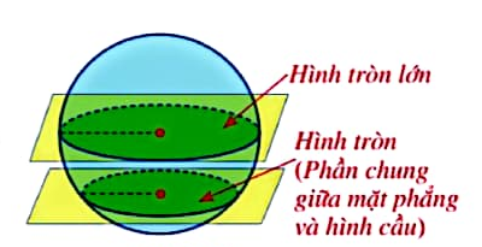 Hình tròn lớn
Hình tròn
(Phần chung
giữa mặt phẳng
và hình cầu)